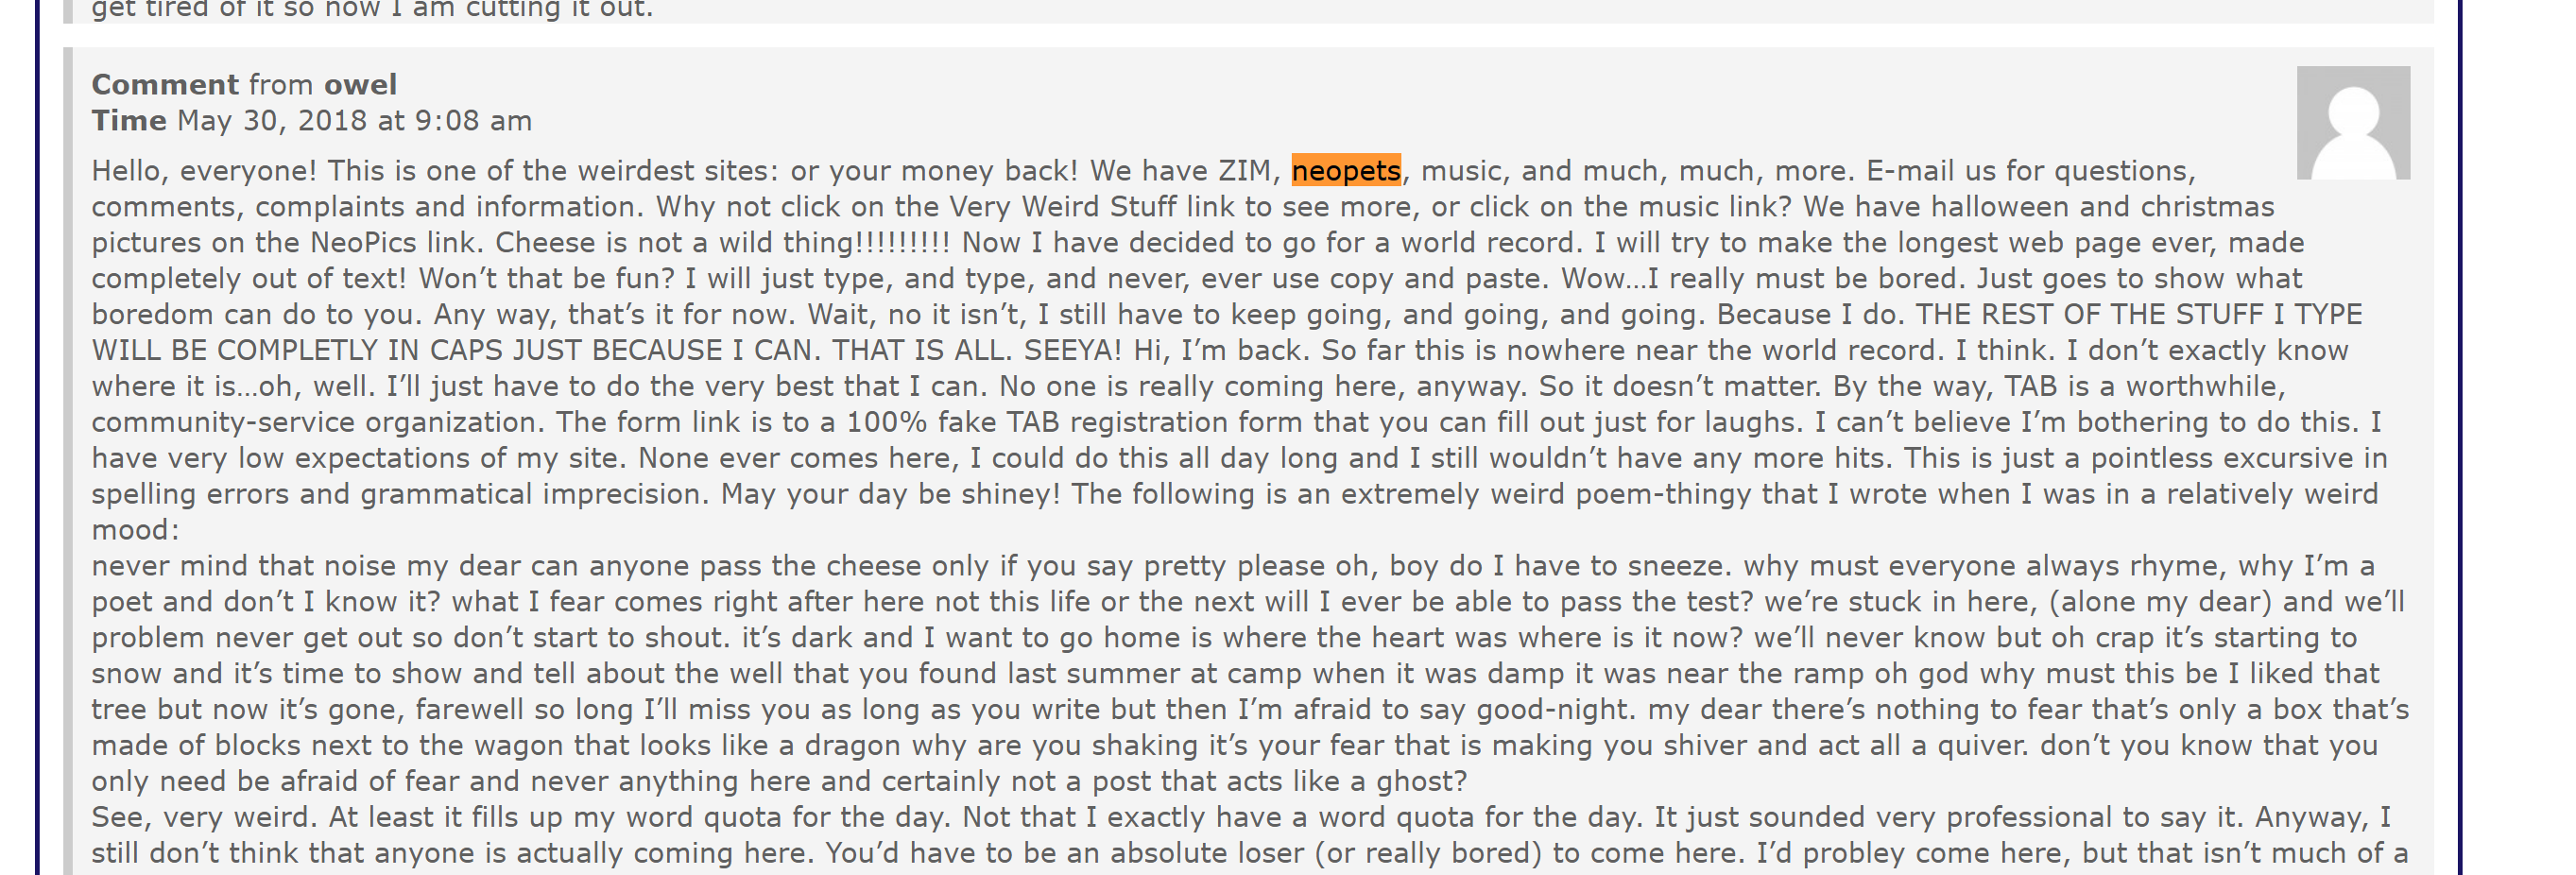 get tired of it so now I am cutting it out.
Comment from owel
Time May 30, 2018 at 9:08 am
Hello, everyone! This is one of the weirdest sites: or your money back! We have ZIM, neopets, music, and much, much, more. E-mail us for questions,
comments, complaints and information. Why not click on the Very Weird Stuff link to see more, or click on the music link? We have halloween and christmas
pictures on the NeoPics link. Cheese is not a wild thing!!!!!!!!! Now I have decided to go for a world record. I will try to make the longest web page ever, made
completely out of text! Won’t that be fun? I will just type, and type, and never, ever use copy and paste. Wow…I really must be bored. Just goes to show what
boredom can do to you. Any way, that’s it for now. Wait, no it isn’t, I still have to keep going, and going, and going. Because I do. THE REST OF THE STUFF I TYPE
WILL BE COMPLETLY IN CAPS JUST BECAUSE I CAN. THAT IS ALL. SEEYA! Hi, I’m back. So far this is nowhere near the world record. I think. I don’t exactly know
where it is…oh, well. I’ll just have to do the very best that I can. No one is really coming here, anyway. So it doesn’t matter. By the way, TAB is a worthwhile,
community-service organization. The form link is to a 100% fake TAB registration form that you can fill out just for laughs. I can’t believe I’m bothering to do this. I
have very low expectations of my site. None ever comes here, I could do this all day long and I still wouldn’t have any more hits. This is just a pointless excursive in
spelling errors and grammatical imprecision. May your day be shiney! The following is an extremely weird poem-thingy that I wrote when I was in a relatively weird
mood:
never mind that noise my dear can anyone pass the cheese only if you say pretty please oh, boy do I have to sneeze. why must everyone always rhyme, why I’m a
poet and don’t I know it? what I fear comes right after here not this life or the next will I ever be able to pass the test? we’re stuck in here, (alone my dear) and we’ll
problem never get out so don’t start to shout. it’s dark and I want to go home is where the heart was where is it now? we’ll never know but oh crap it’s starting to
snow and it’s time to show and tell about the well that you found last summer at camp when it was damp it was near the ramp oh god why must this be I liked that
tree but now it’s gone, farewell so long I’ll miss you as long as you write but then I’m afraid to say good-night. my dear there’s nothing to fear that’s only a box that’s
made of blocks next to the wagon that looks like a dragon why are you shaking it’s your fear that is making you shiver and act all a quiver. don’t you know that you
only need be afraid of fear and never anything here and certainly not a post that acts like a ghost?
See, very weird. At least it fills up my word quota for the day. Not that I exactly have a word quota for the day. It just sounded very professional to say it. Anyway, I
still don’t think that anyone is actually coming here. You’d have to be an absolute loser (or really bored) to come here. I’d probley come here, but that isn’t much of a